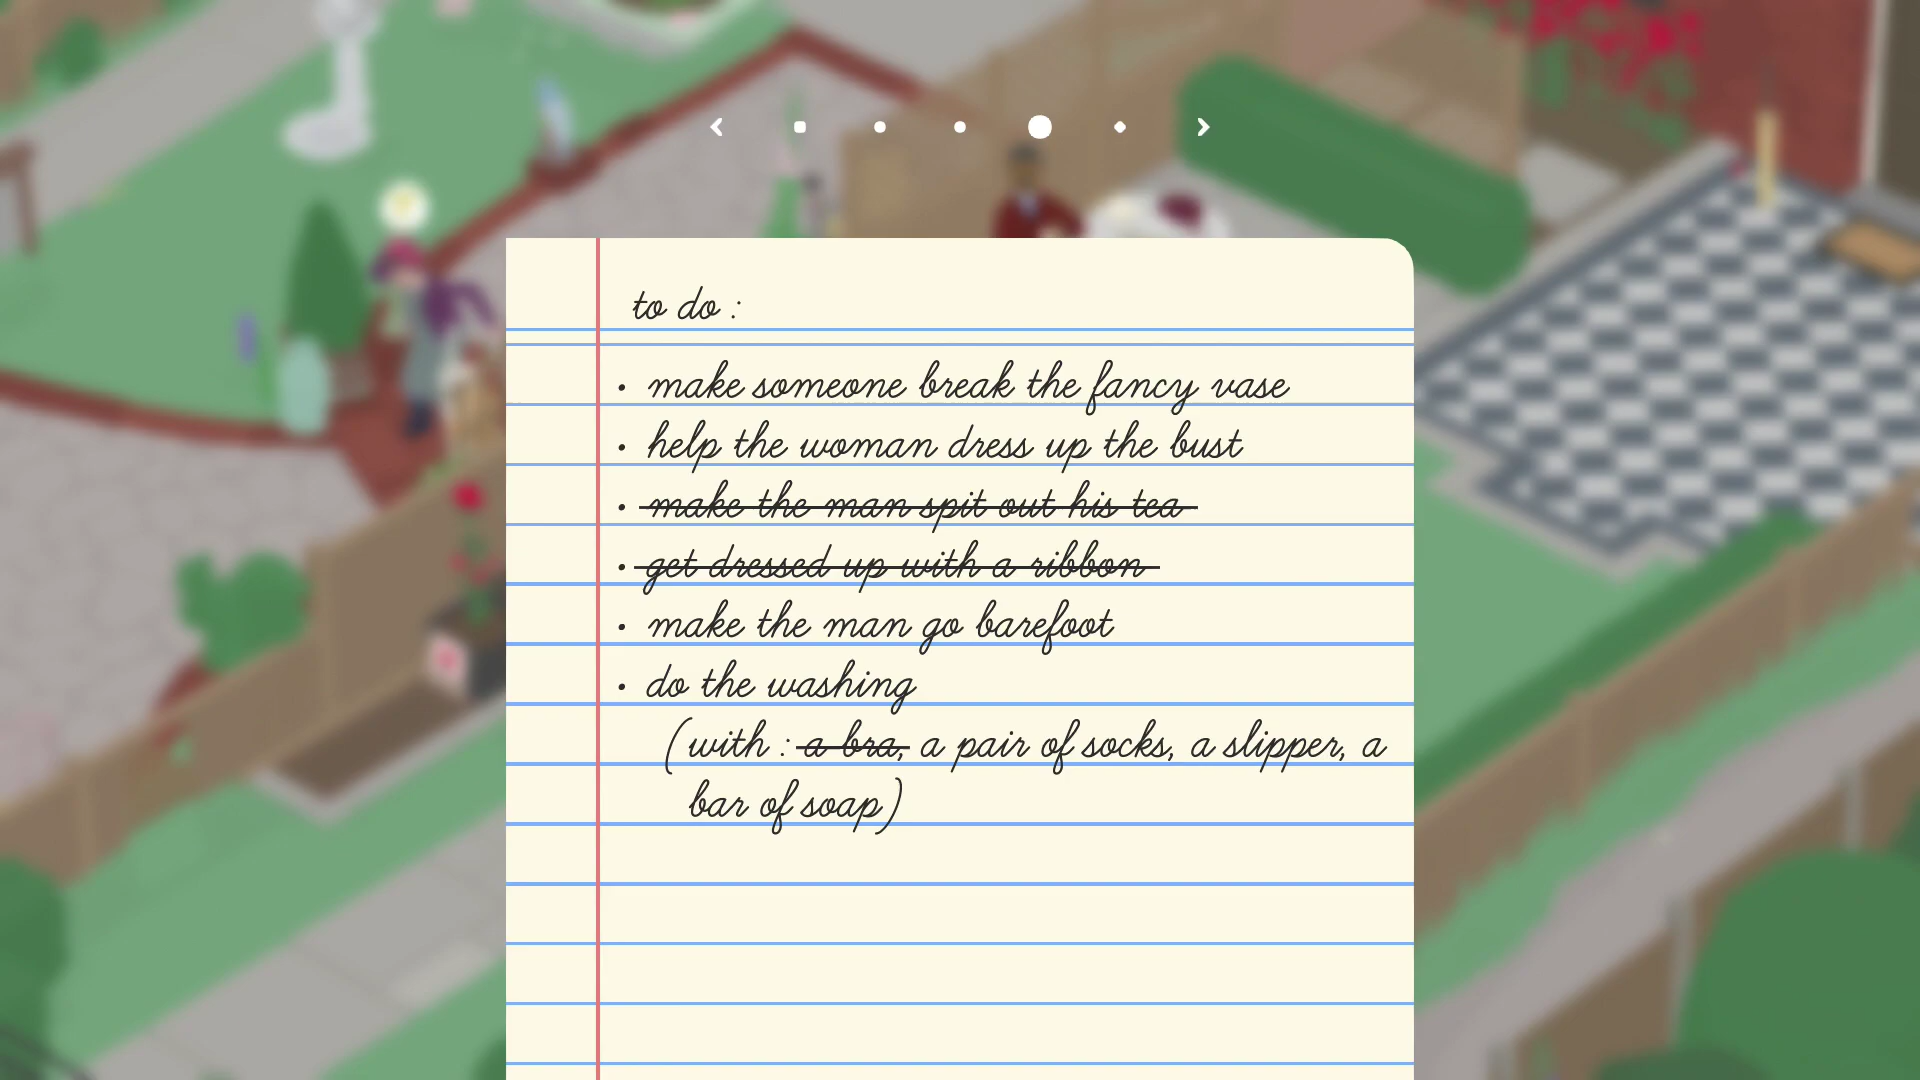 to do :
• make someone break the fancy vase
• help the woman dress up the bust
• make the man spit out his tea
• get dressed up with a ribbon
• make the man go barefoot
• do the washing
(with : a bra, a pair of socks, a slipper, a
bar of soap)